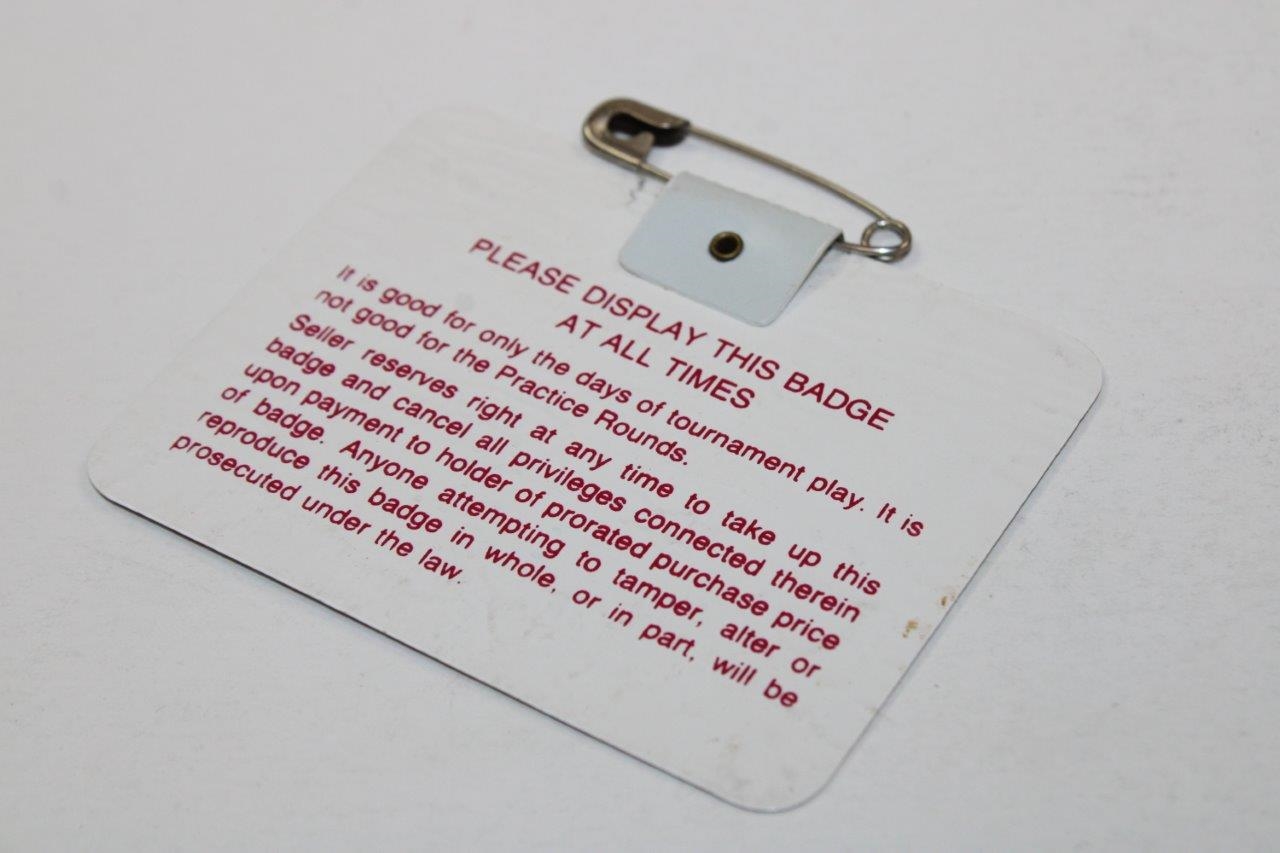 PLEASE DISPLAY THIS BADGE
AT ALL TIMES
It is good for only the days of tournament play. It is
not good for the Practice Rounds.
Seller reserves right at any time to take up this
badge and cancel all privileges connected therein
upon payment to holder of prorated purchase price
of badge. Anyone attempting to tamper, alter or
reproduce this badge in whole, or in part, will be
prosecuted under the law.